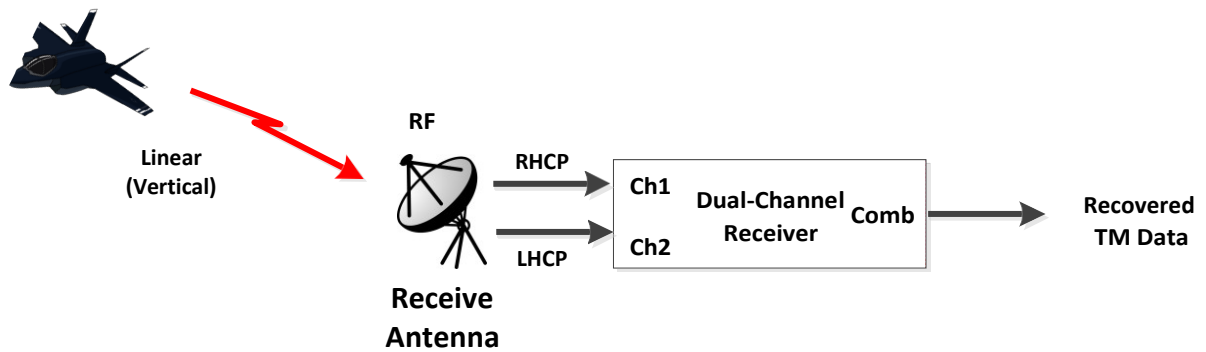 Linear
(Vertical)
RF
Receive
Antenna
RHCP
LHCP
Ch1
Ch2
Dual-Channel
Receiver
Comb
Recovered
TM Data